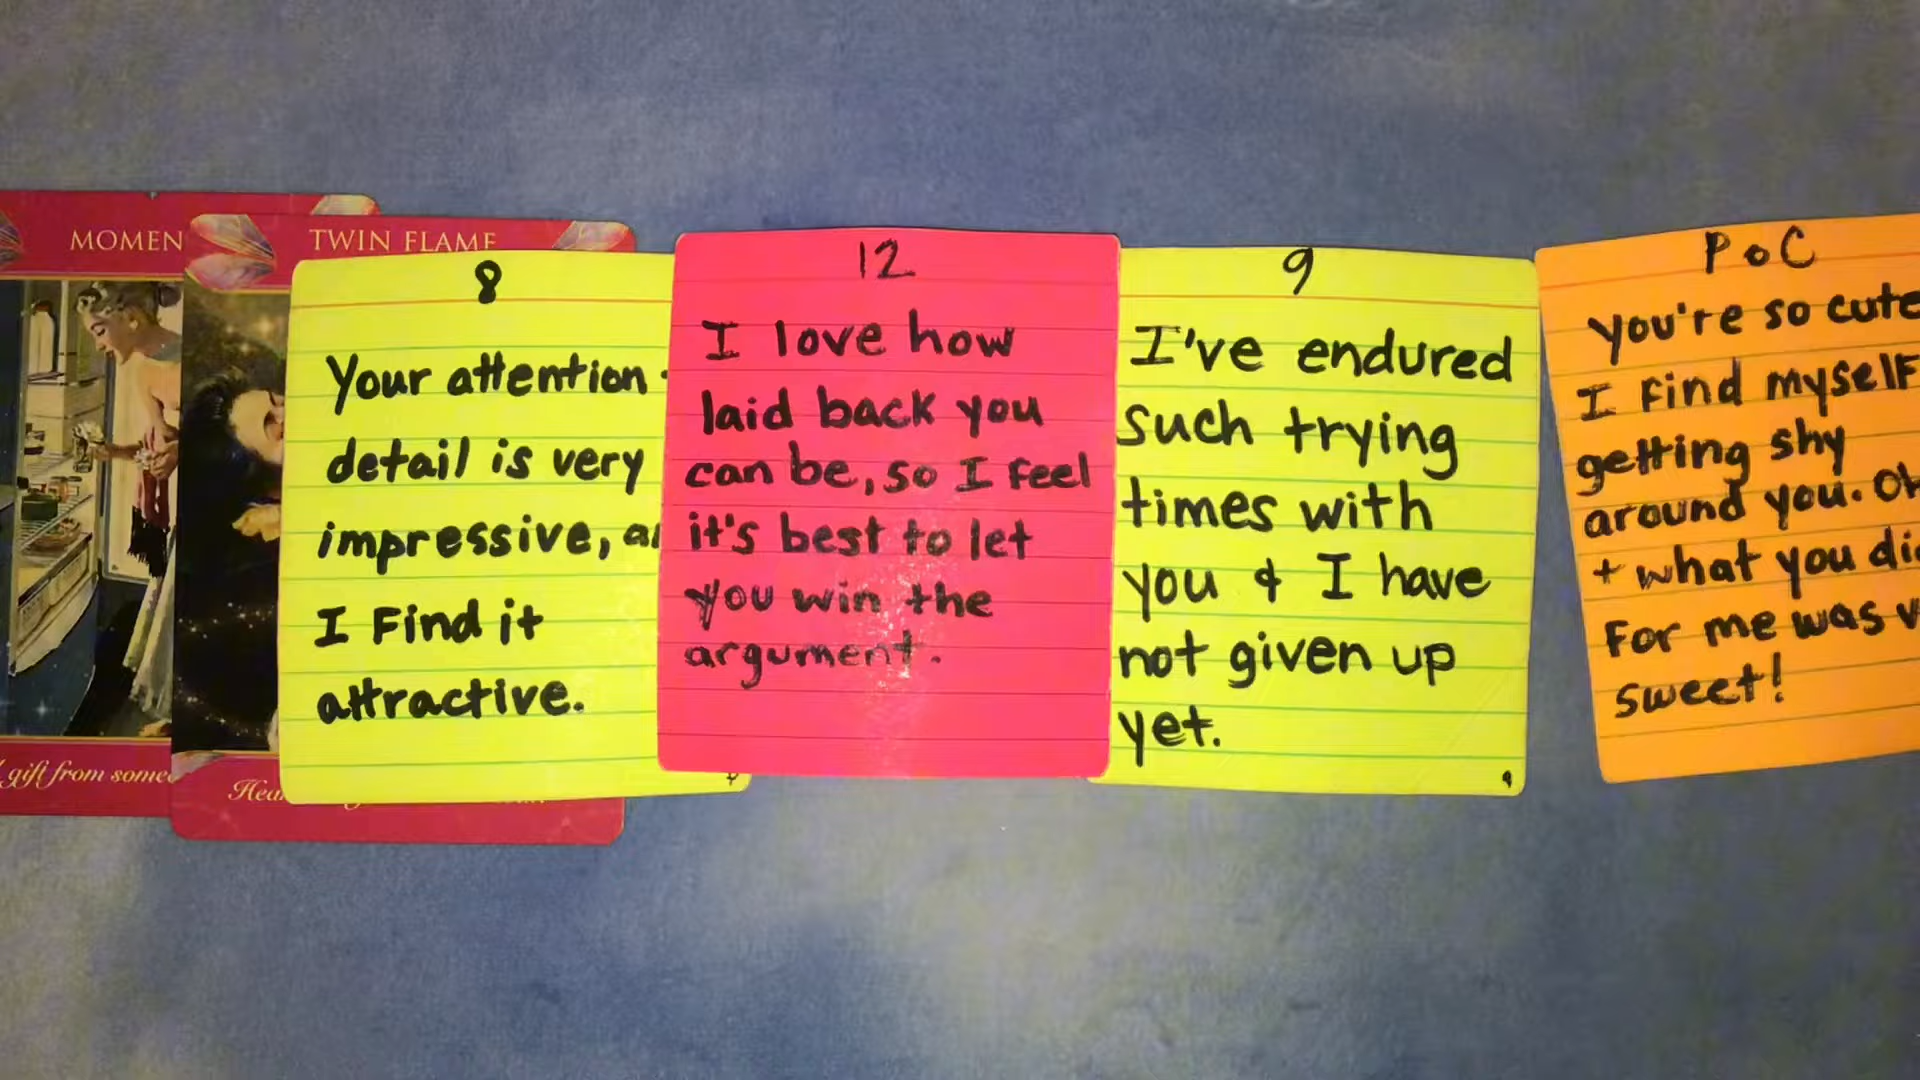 MOMEN
gift from
TWIN FLAME
8
Your attention
detail is very
impressive,
I Find it
attractive.
12
I love how
laid back you
can be, so I feel
it's best to let
you win the
argument.
9
I've endured
such trying
times with
you & I have
not given up
yet.
9
PoC
You're so cute
I find myself
getting shy
around you.
+ what you
For me was
sweet!